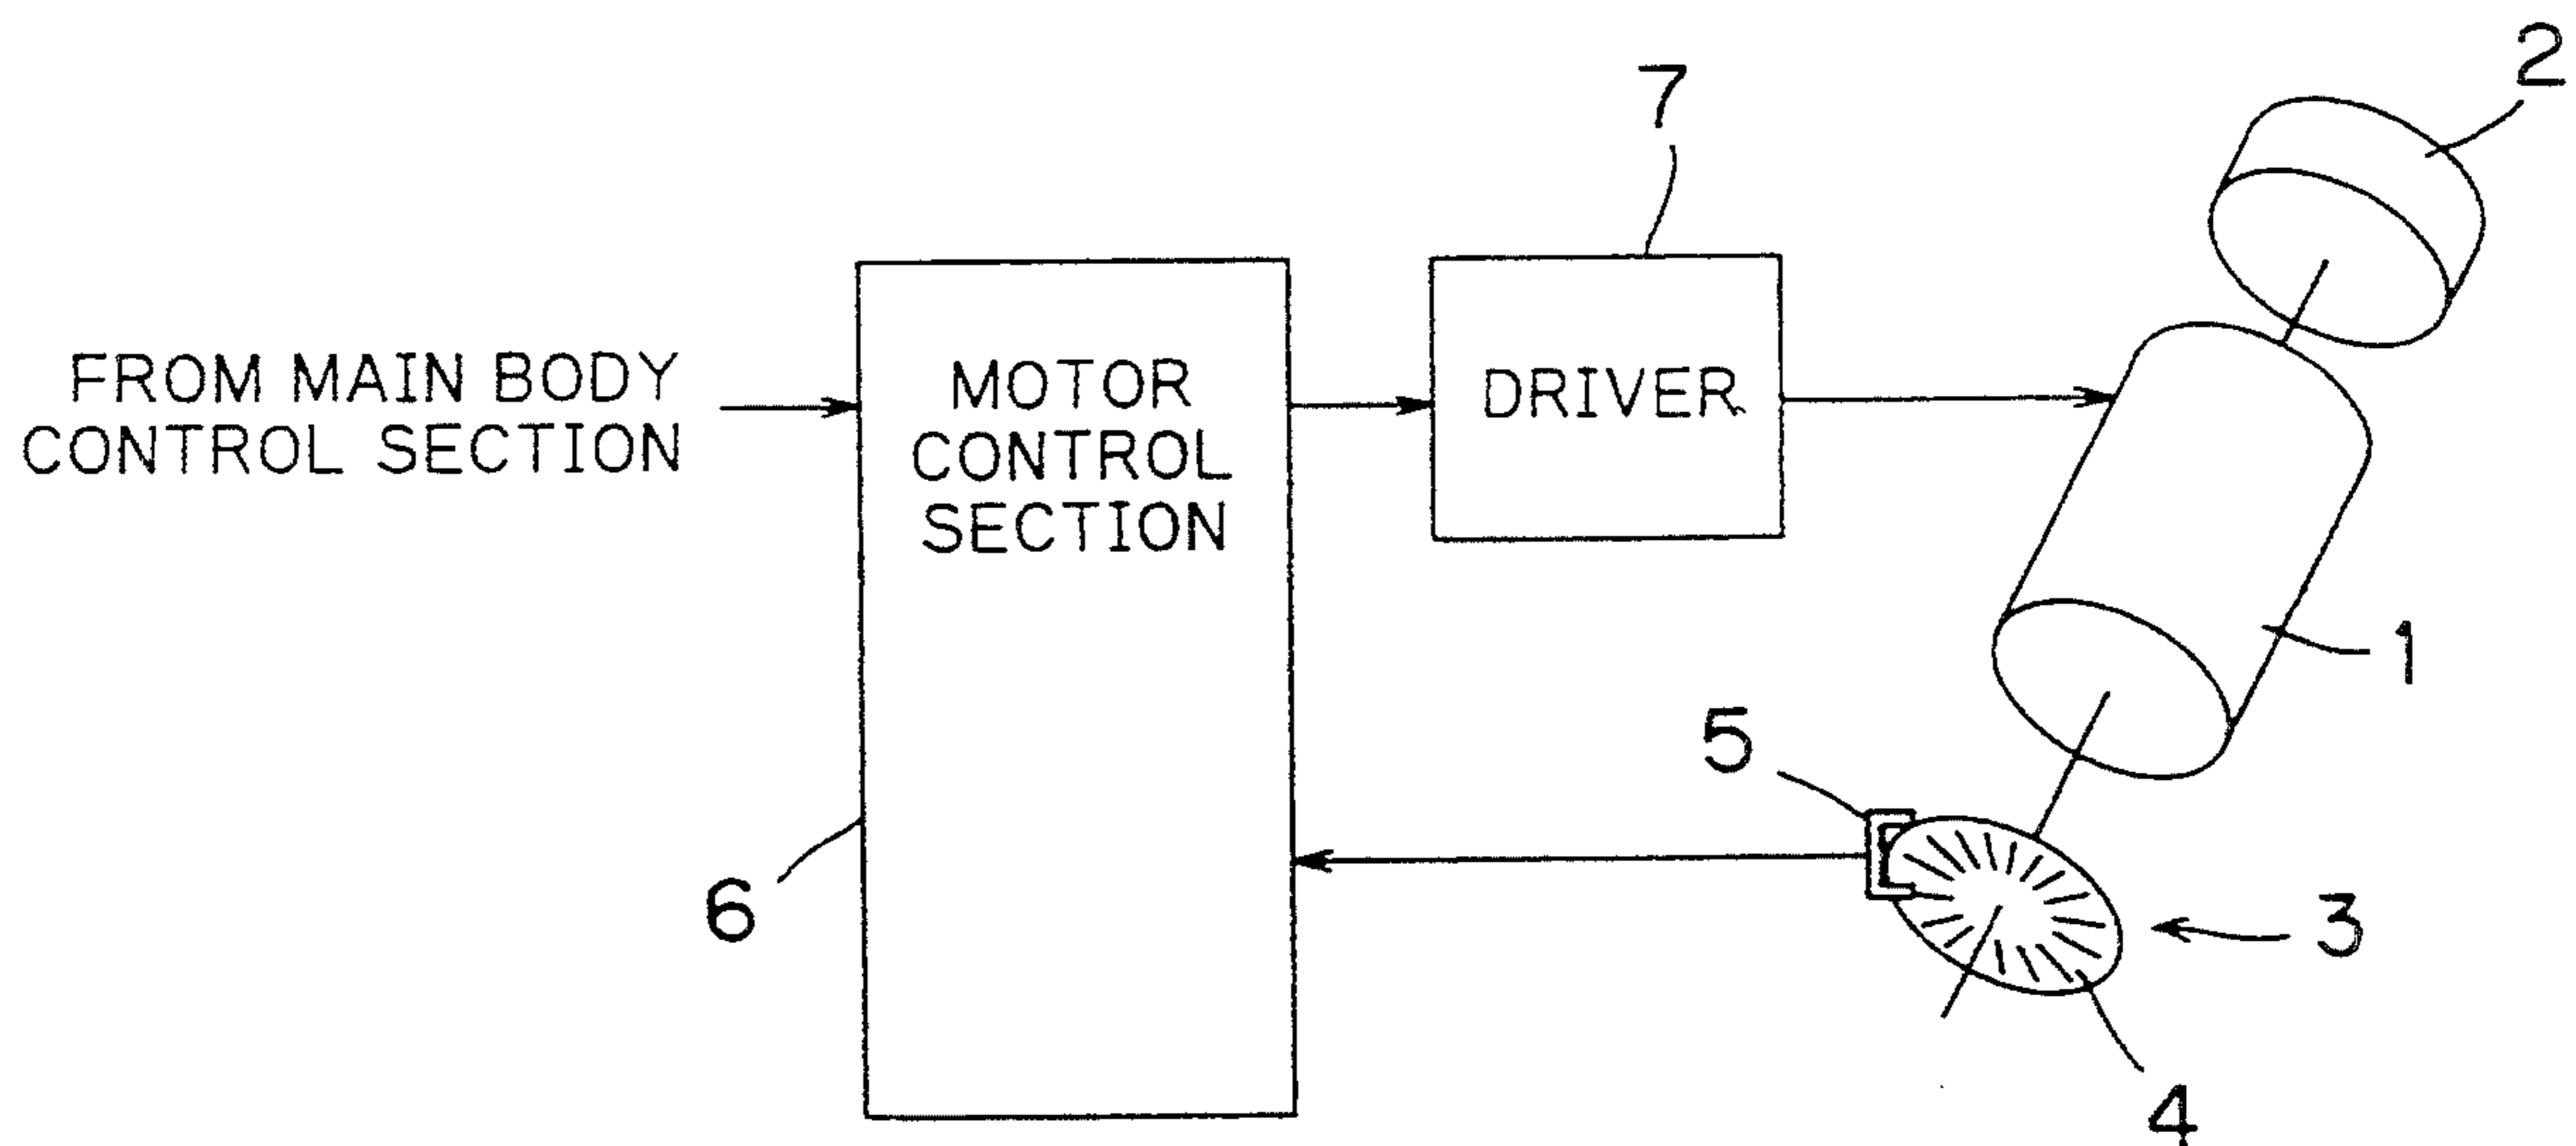 2
7
FROM MAIN BODY
CONTROL SECTION
MOTOR
CONTROL
SECTION
DRIVER
1
5
6
3
4